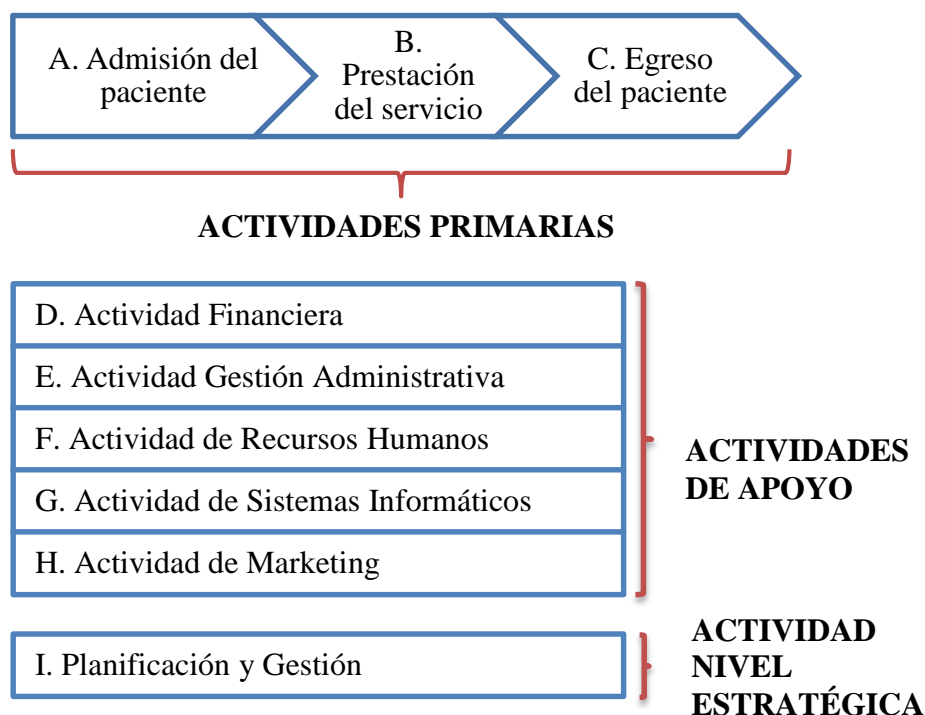 A. Admisión del
paciente
B.
Prestación
del servicio
C. Egreso
del paciente
ACTIVIDADES PRIMARIAS
D. Actividad Financiera
E. Actividad Gestión Administrativa
F. Actividad de Recursos Humanos
G. Actividad de Sistemas Informáticos
H. Actividad de Marketing
ACTIVIDADES
DE APOYO
I. Planificación y Gestión
ACTIVIDAD
NIVEL
ESTRATÉGICA